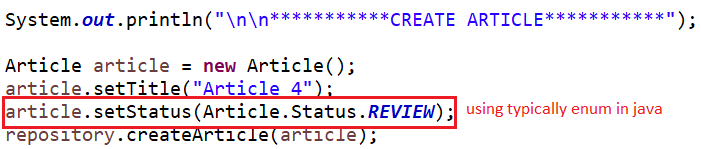 System.out.println("\n\n***********CREATE ARTICLE***********");
Article article = new Article();
article.setTitle("Article 4");
article.setStatus(Article.Status.REVIEW);
using typically enum in java
repository.createArticle(article);